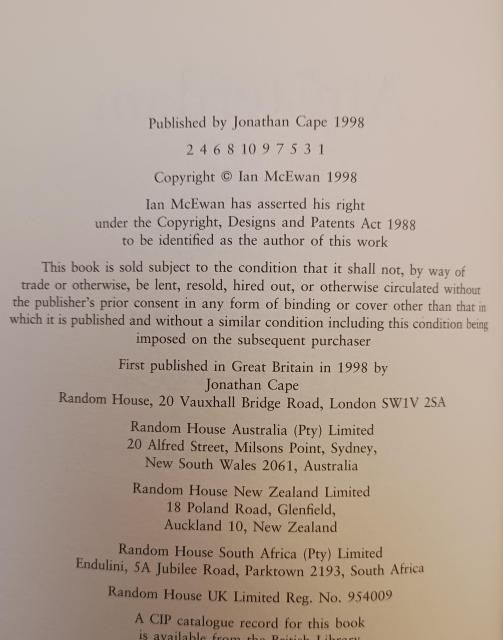 Published by Jonathan Cape 1998
2 4 6 8 10 9 7 5 3 1
Copyright © Ian McEwan 1998
Ian McEwan has asserted his right
under the Copyright, Designs and Patents Act 1988
to be identified as the author of this work
This book is sold subject to the condition that it shall not, by way of
trade or otherwise, be lent, resold, hired out, or otherwise circulated without
the publisher's prior consent in any form of binding or cover other than that in
which it is published and without a similar condition including this condition being
imposed on the subsequent purchaser
First published in Great Britain in 1998 by
Jonathan Cape
Random House, 20 Vauxhall Bridge Road, London SW1V 2SA
Random House Australia (Pty) Limited
20 Alfred Street, Milsons Point, Sydney,
New South Wales 2061, Australia
Random House New Zealand Limited
18 Poland Road, Glenfield,
Auckland 10, New Zealand
Random House South Africa (Pty) Limited
Endulini, 5A Jubilee Road, Parktown 2193, South Africa
Random House UK Limited Reg. No. 954009
A CIP catalogue record for this book
is available from the British Library